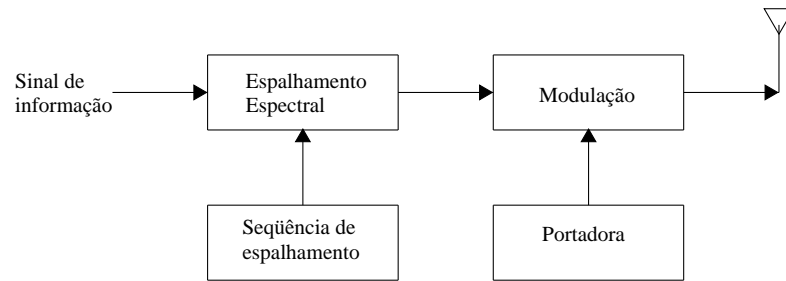 Sinal de
informação
Espalhamento
Espectral
Modulação
Seqüência de
espalhamento
Portadora